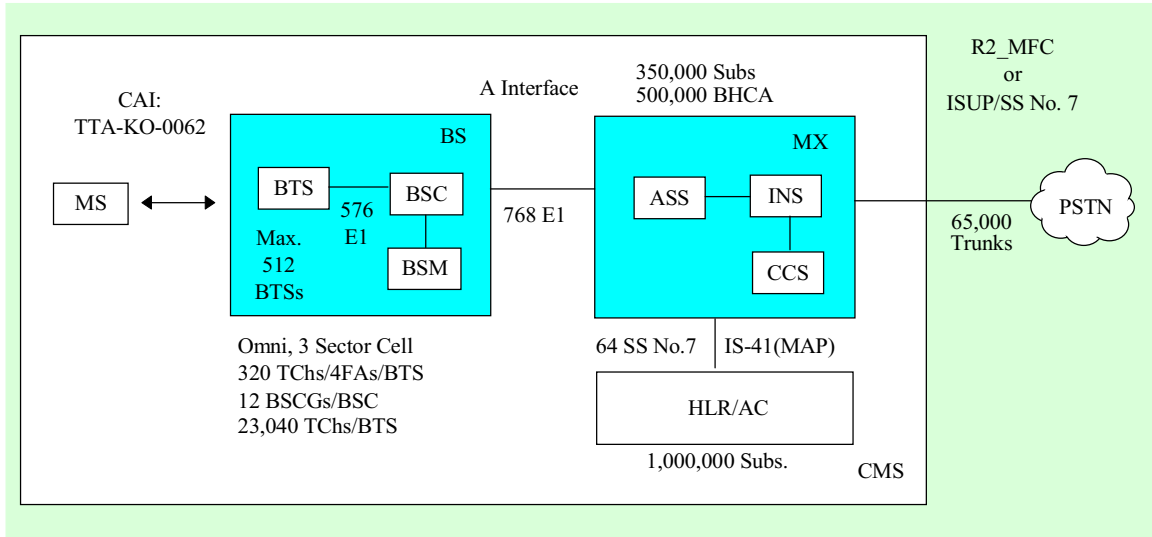 R2_MFC
or
ISUP/SS No. 7
350,000 Subs
500,000 BHCA
A Interface
CAI:
TTA-KO-0062
BS
MX
MS
BTS
BSC
576
E1
Max.
512
BTSs
BSM
768 E1
ASS
INS
CCS
65,000
Trunks
PSTN
Omni, 3 Sector Cell
320 TChs/4FAs/BTS
12 BSCGs/BSC
23,040 TChs/BTS
64 SS No.7
IS-41(MAP)
HLR/AC
1,000,000 Subs.
CMS